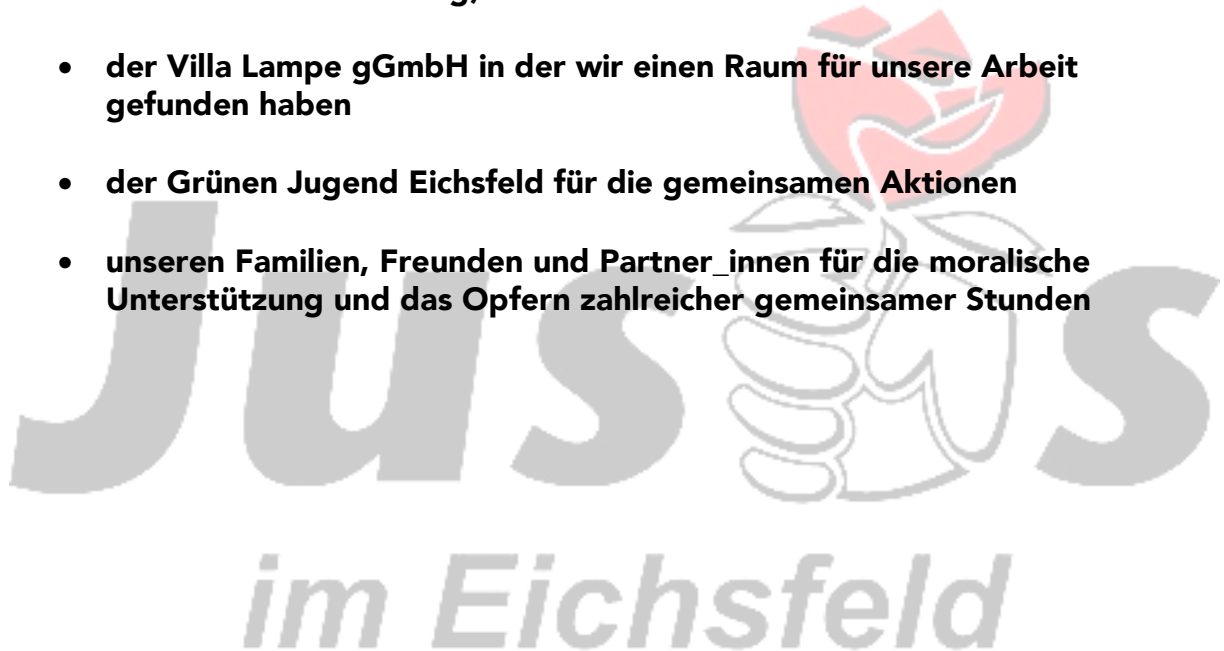 • der Villa Lampe gGmbH in der wir einen Raum für unsere Arbeit
gefunden haben
• der Grünen Jugend Eichsfeld für die gemeinsamen Aktionen
• unseren Familien, Freunden und Partner_innen für die moralische
Unterstützung und das Opfern zahlreicher gemeinsamer Stunden
Jusos
im Eichsfeld